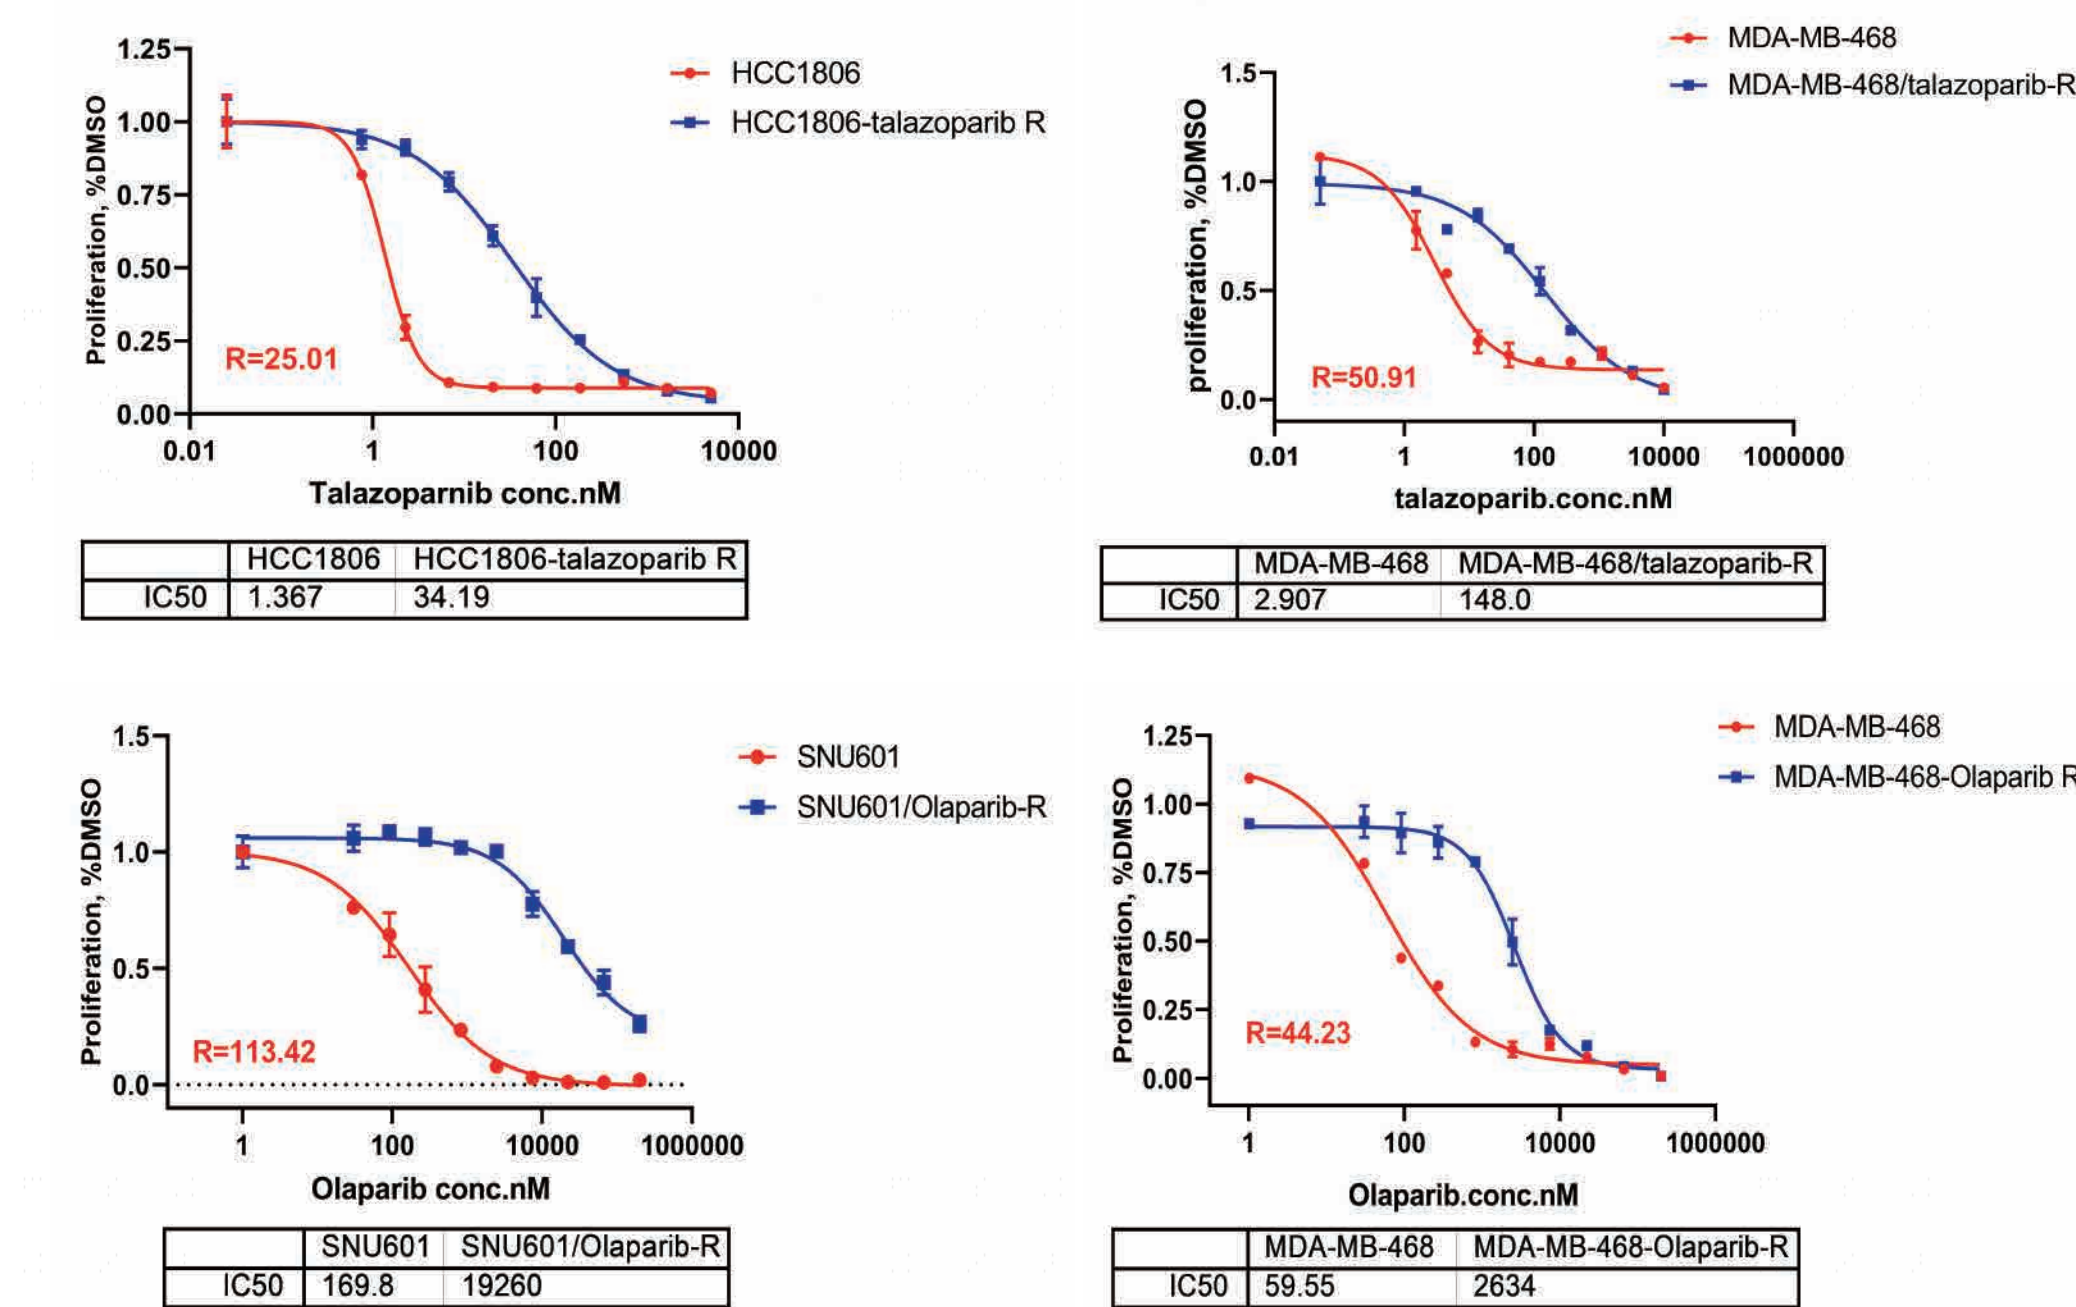 1.25
1.00
0.75
0.50
0.25
0.00
Proliferation, %DMSO
HCC1806
HCC1806-talazoparib R
R=25.01
0.01 1 100 10000
Talazoparnib conc.nM
HCC1806 HCC1806-talazoparib R
IC50 1.367 34.19
1.5
1.0
0.5
0.0
proliferation, %DMSO
MDA-MB-468
MDA-MB-468/talazoparib-R
R=50.91
0.01 1 100 10000 1000000
talazoparib.conc.nM
MDA-MB-468 MDA-MB-468/talazoparib-R
IC50 2.907 148.0
1.5
1.0
0.5
0.0
Proliferation, %DMSO
SNU601
SNU601/Olaparib-R
R=113.42
1 100 10000 1000000
Olaparib conc.nM
SNU601 SNU601/Olaparib-R
IC50 169.8 19260
1.25
1.00
0.75
0.50
0.25
0.00
Proliferation, %DMSO
MDA-MB-468
MDA-MB-468-Olaparib R
R=44.23
1 100 10000 1000000
Olaparib.conc.nM
MDA-MB-468 MDA-MB-468-Olaparib-R
IC50 59.55 2634